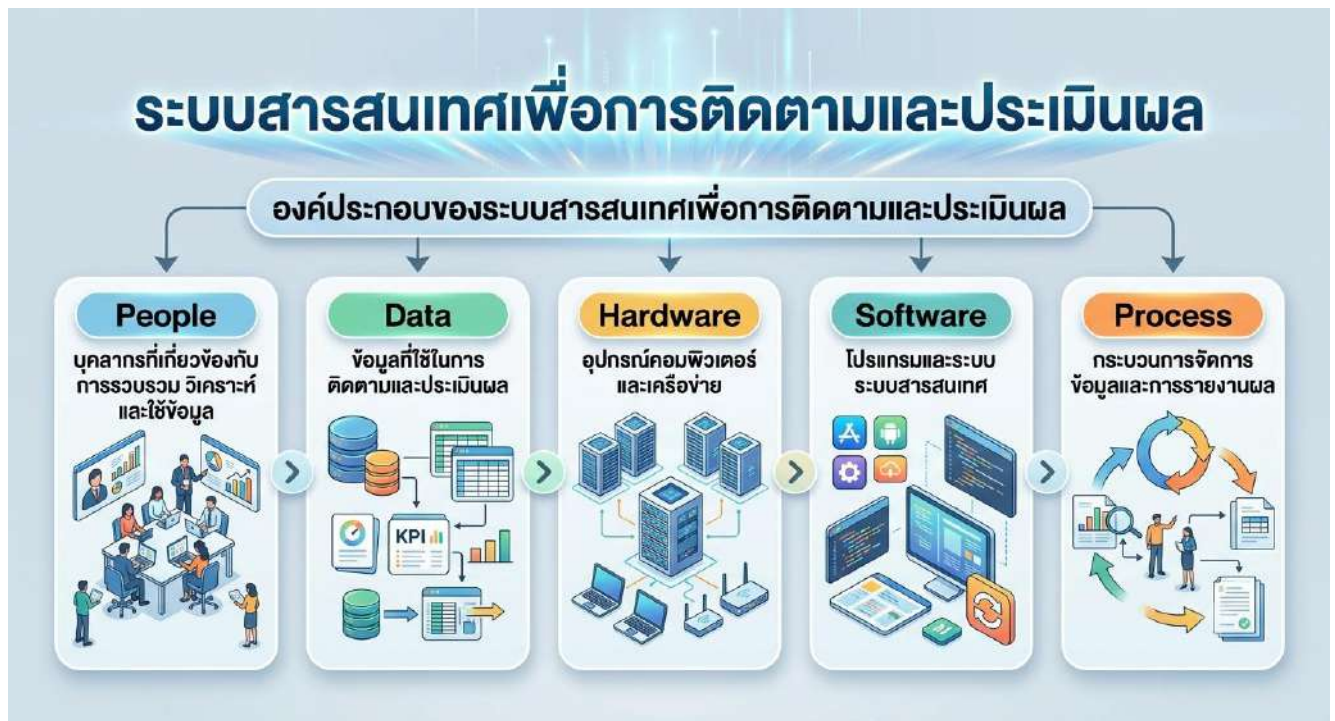 ระบบสารสนเทศเพื่อการติดตามและประเมินผล
องค์ประกอบของระบบสารสนเทศเพื่อการติดตามและประเมินผล
People
บุคลากรที่เกี่ยวข้องกับ
การรวบรวม วิเคราะห์
และใช้ข้อมูล
Data
ข้อมูลที่ใช้ในการ
ติดตามและประเมินผล
KPI
Hardware
อุปกรณ์คอมพิวเตอร์
และเครือข่าย
Software
โปรแกรมและระบบ
ระบบสารสนเทศ
Process
กระบวนการจัดการ
ข้อมูลและการรายงานผล